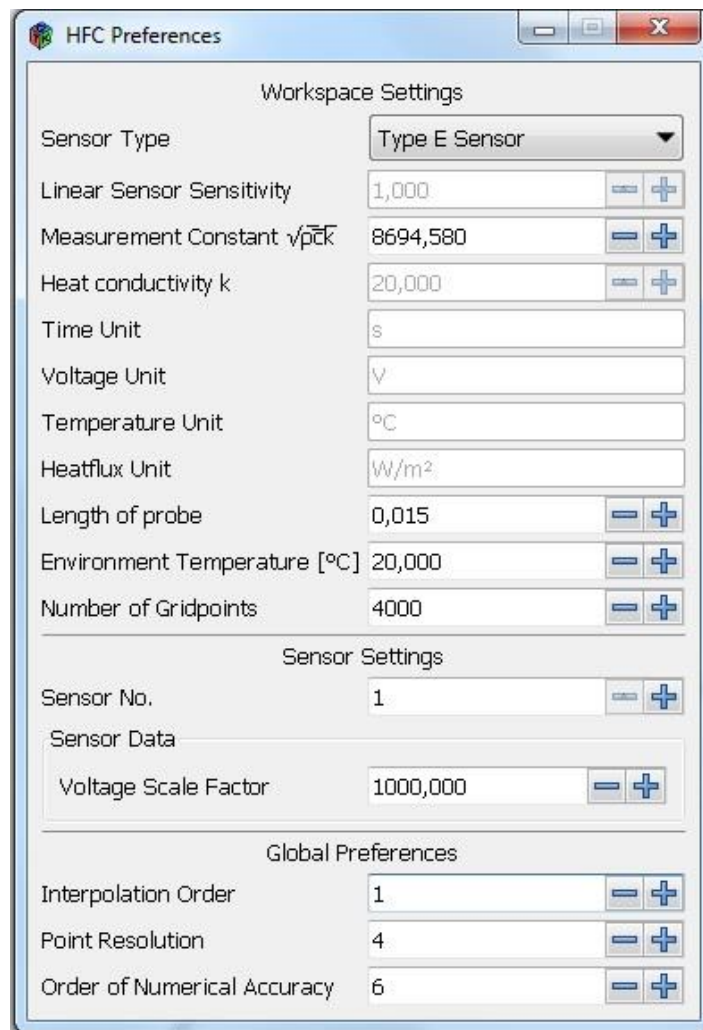 HFC Preferences
Workspace Settings
Sensor Type Type E Sensor
Linear Sensor Sensitivity 1,000
Measurement Constant √ρc̅k̅ 8694,580
Heat conductivity k 20,000
Time Unit s
Voltage Unit V
Temperature Unit ºC
Heatflux Unit W/m²
Length of probe 0,015
Environment Temperature [ºC] 20,000
Number of Gridpoints 4000
Sensor Settings
Sensor No. 1
Sensor Data
Voltage Scale Factor 1000,000
Global Preferences
Interpolation Order 1
Point Resolution 4
Order of Numerical Accuracy 6